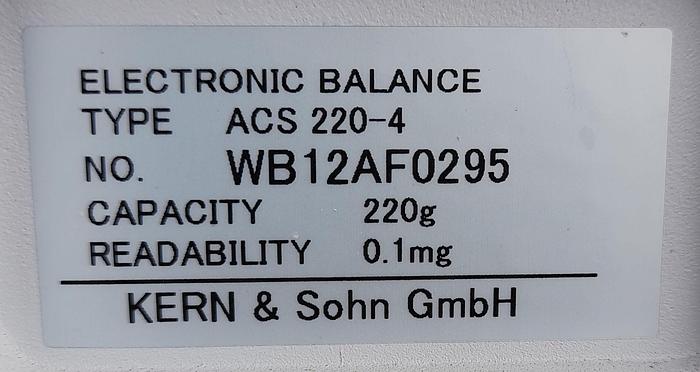 ELECTRONIC BALANCE
TYPE ACS 220-4
NO. WB12AF0295
CAPACITY 220g
READABILITY 0.1mg
KERN & Sohn GmbH